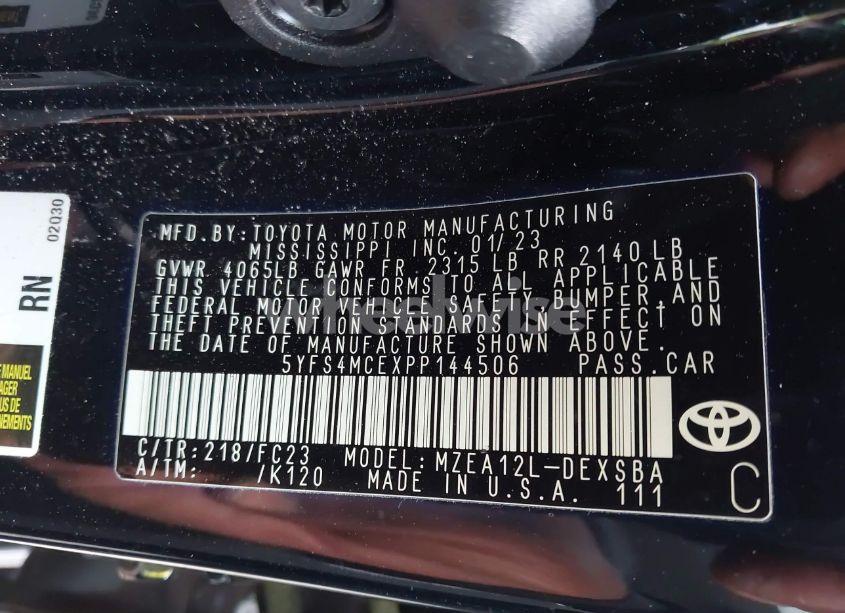 MFD. BY: TOYOTA MOTOR MANUFACTURING
MISSISSIPPI INC. 01/23
GVWR 4065LB GAWR FR 2315 LB RR 2140 LB
THIS VEHICLE CONFORMS TO ALL APPLICABLE
FEDERAL MOTOR VEHICLE SAFETY, BUMPER, AND
THEFT PREVENTION STANDARDS IN EFFECT ON
THE DATE OF MANUFACTURE SHOWN ABOVE.
5YFS4MCEXPP144506 PASS. CAR
C/TR: 218/FC23 MODEL: MZEA12L-DEXSBA
A/TM: /K120 MADE IN U.S.A. 111
C
02Q30
RN
MANUEL